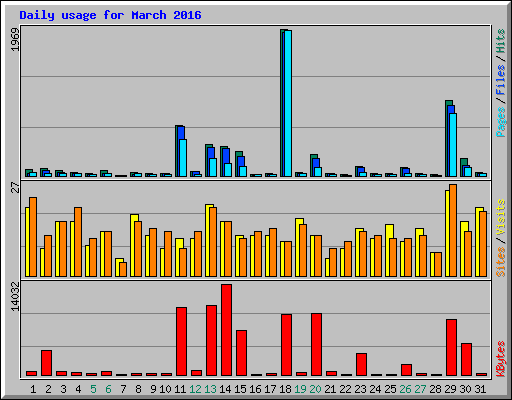 Daily usage for March 2016
1969
Pages / Files / Hits
27
Sites / Visits
14032
KBytes
1 2 3 4 5 6 7 8 9 10 11 12 13 14 15 16 17 18 19 20 21 22 23 24 25 26 27 28 29 30 31